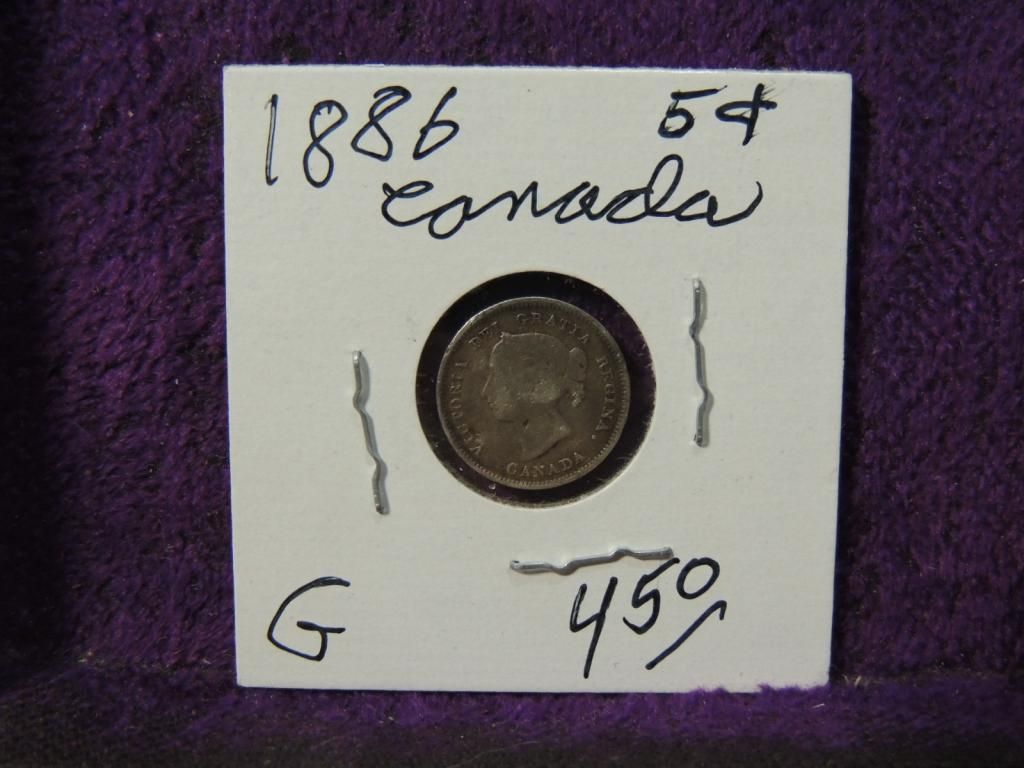 1886 5¢
Canada
VICTORIA DEI GRATIA REGINA.
CANADA
G 450